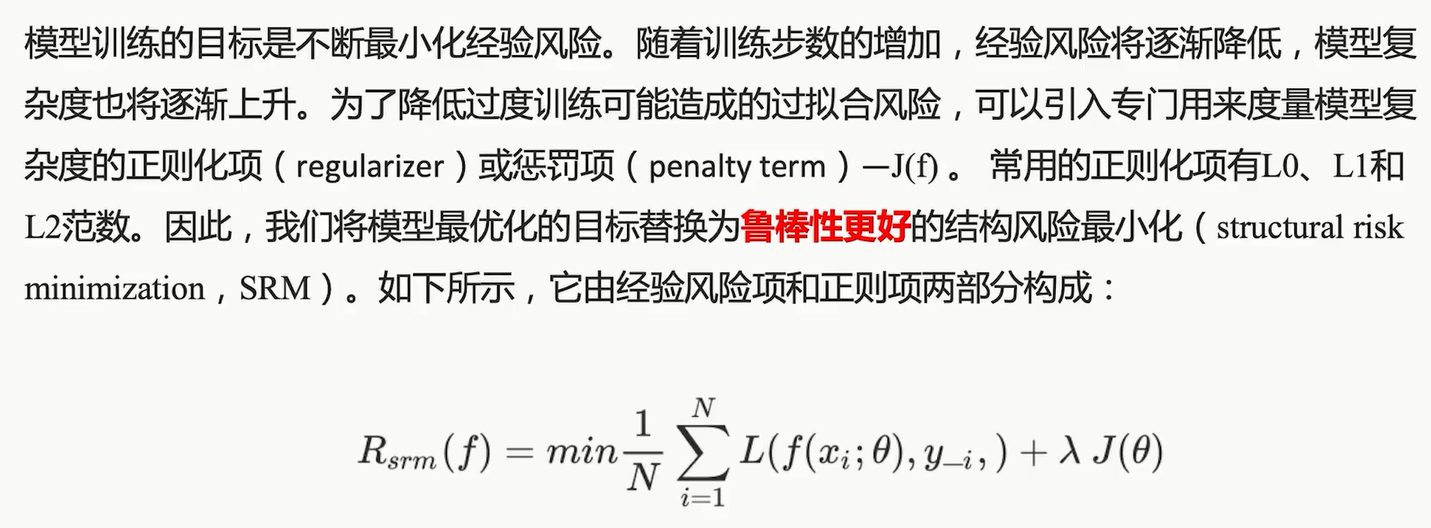 模型训练的目标是不断最小化经验风险。随着训练步数的增加，经验风险将逐渐降低，模型复
杂度也将逐渐上升。为了降低过度训练可能造成的过拟合风险，可以引入专门用来度量模型复
杂度的正则化项（regularizer）或惩罚项（penalty term）—J(f) 。 常用的正则化项有L0、L1和
L2范数。因此，我们将模型最优化的目标替换为鲁棒性更好的结构风险最小化（structural risk
minimization，SRM）。如下所示，它由经验风险项和正则项两部分构成：
R_{srm}(f) = min \frac{1}{N} \sum_{i=1}^{N} L(f(x_i; θ), y_{-i}, ) + λ J(θ)